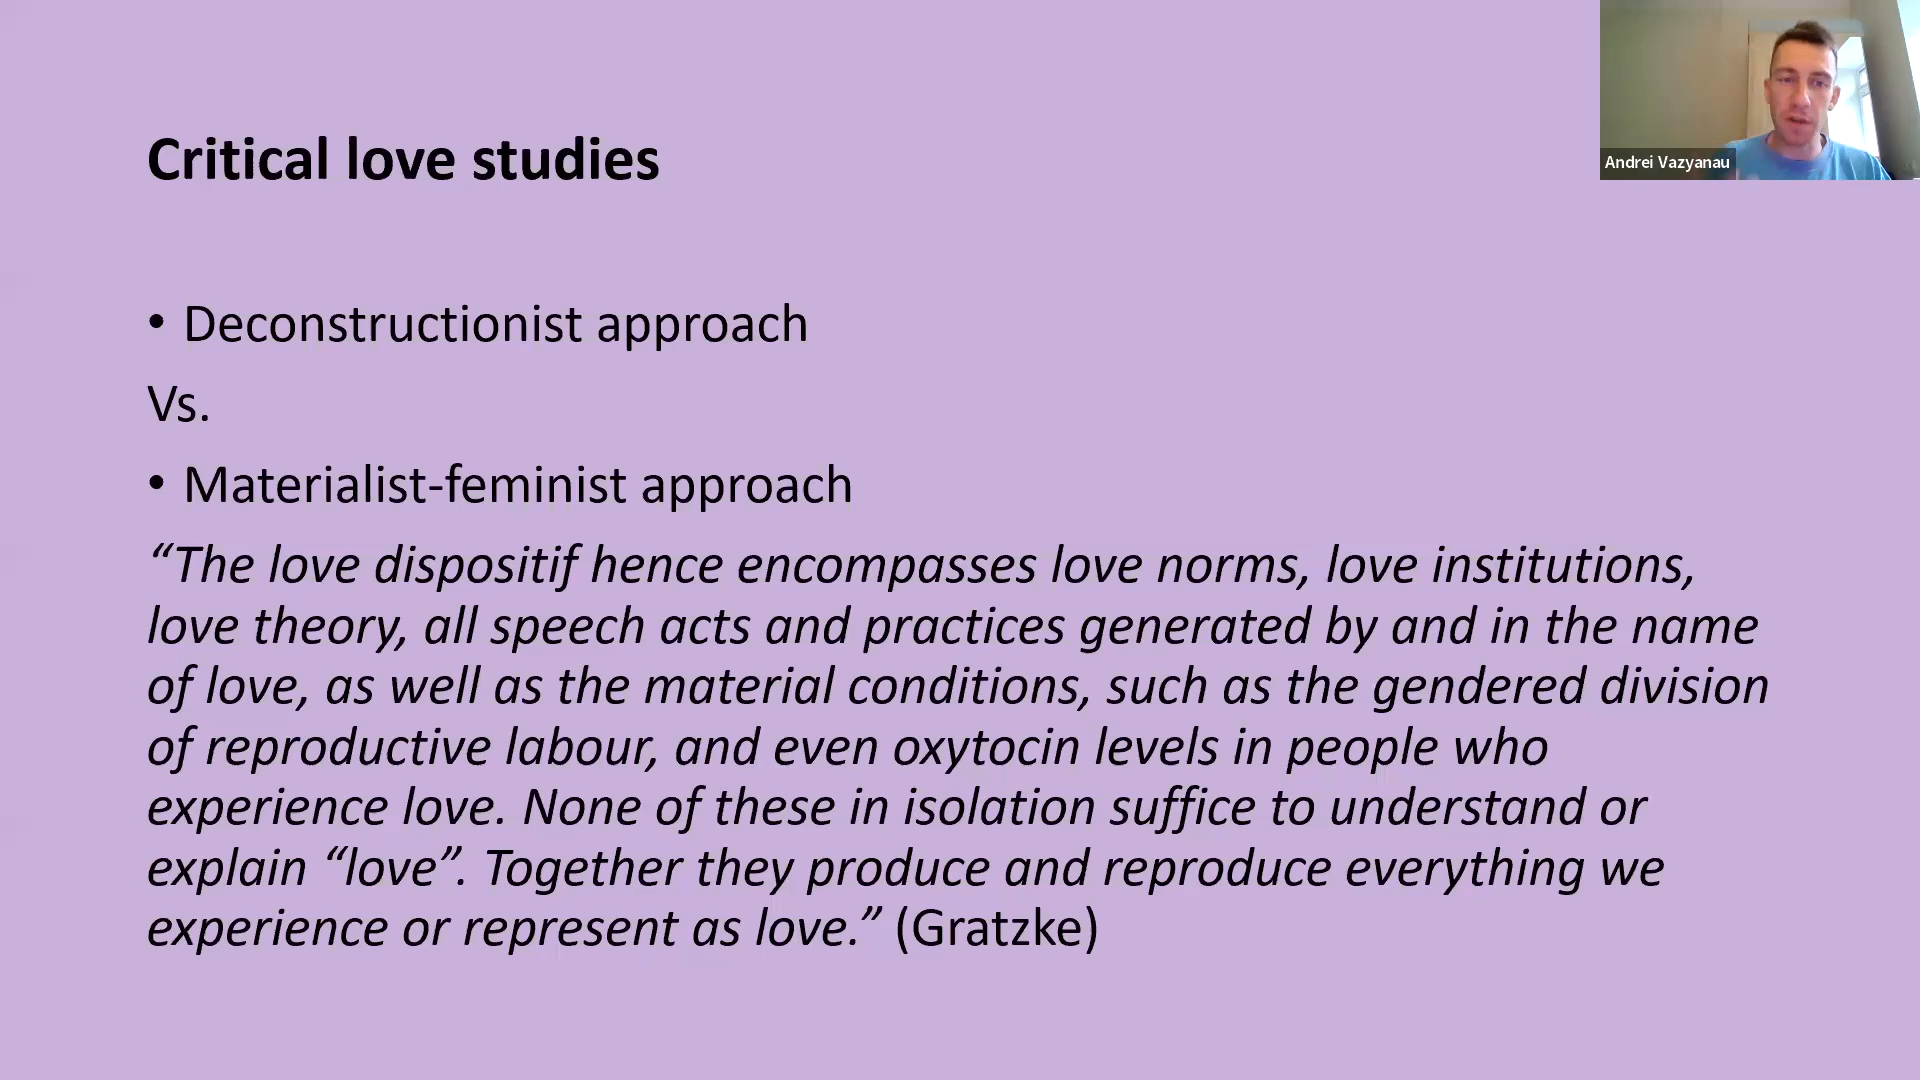 Andrei Vazyanau
Critical love studies
• Deconstructionist approach
Vs.
• Materialist-feminist approach
“The love dispositif hence encompasses love norms, love institutions,
love theory, all speech acts and practices generated by and in the name
of love, as well as the material conditions, such as the gendered division
of reproductive labour, and even oxytocin levels in people who
experience love. None of these in isolation suffice to understand or
explain “love”. Together they produce and reproduce everything we
experience or represent as love.” (Gratzke)